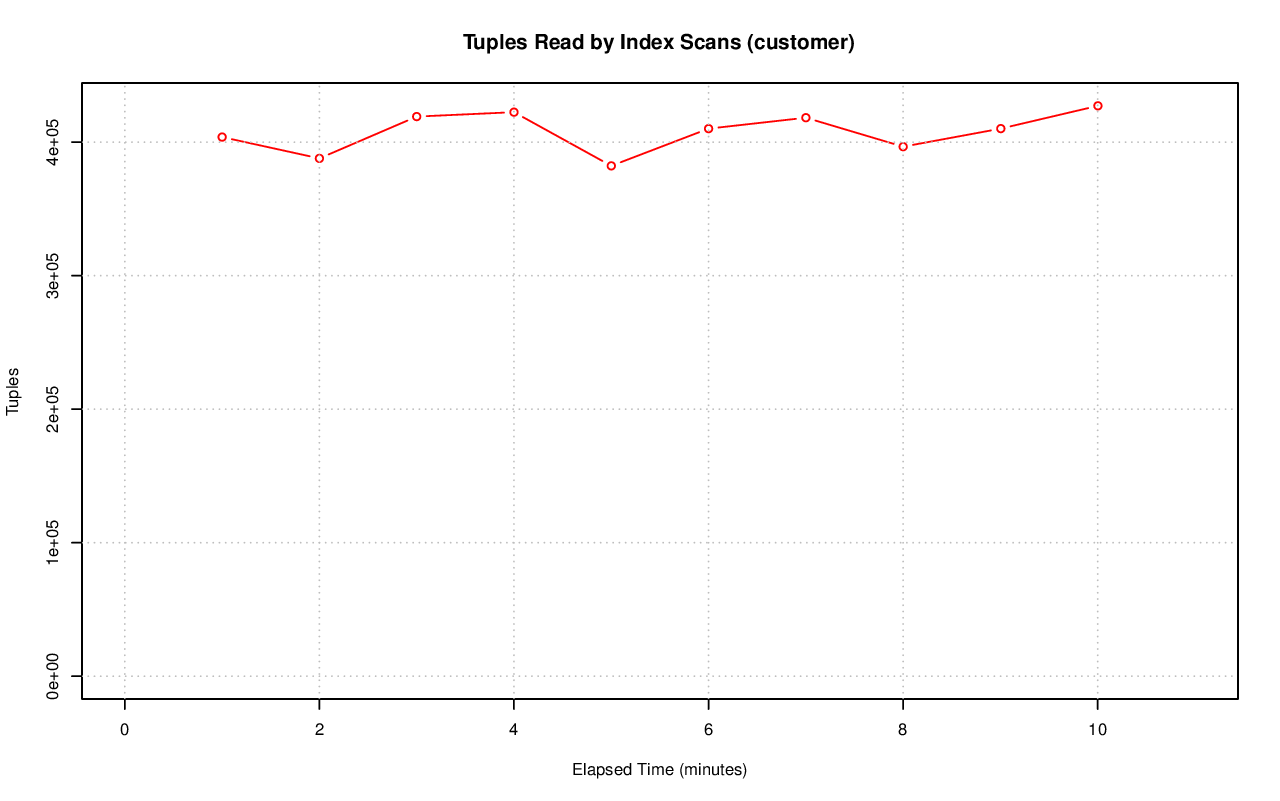 Tuples Read by Index Scans (customer)
Tuples
4e+05
3e+05
2e+05
1e+05
0e+00
0 2 4 6 8 10
Elapsed Time (minutes)